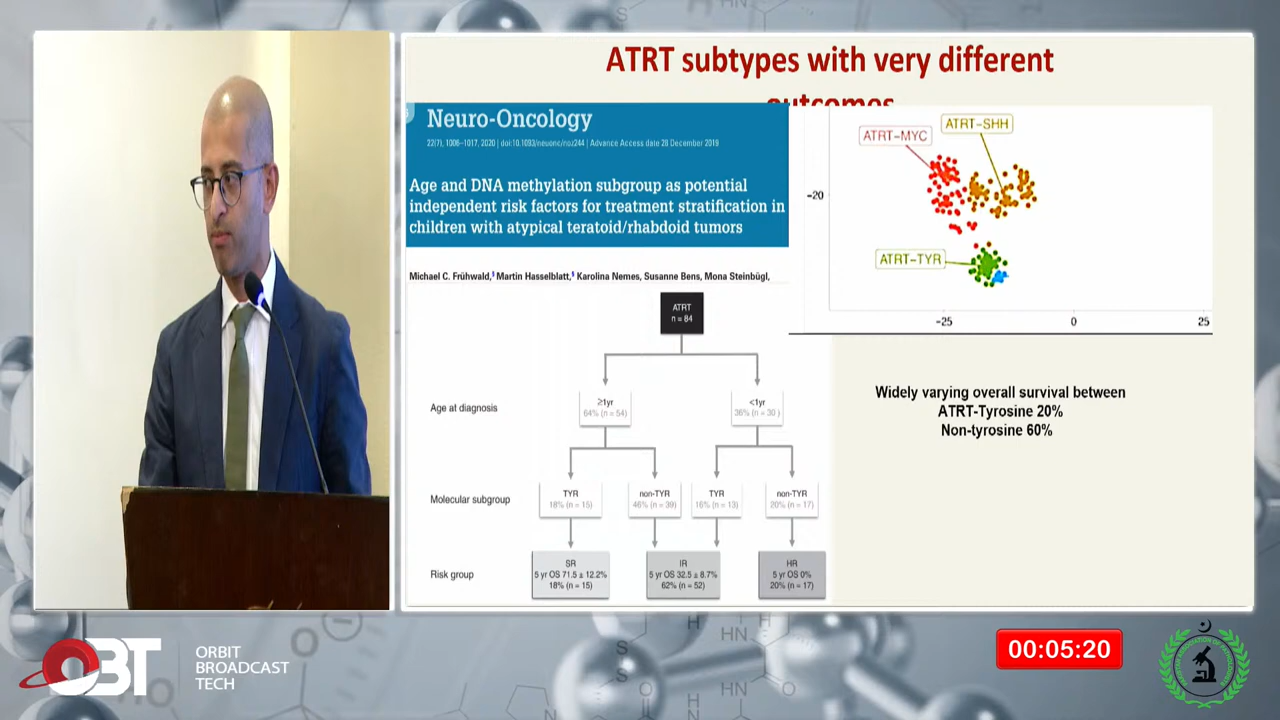 ATRT subtypes with very different
outcomes
Neuro-Oncology
22(7), 1006–1017, 2020 | doi:10.1093/neuonc/noz244 | Advance Access date 28 December 2019
Age and DNA methylation subgroup as potential
independent risk factors for treatment stratification in
children with atypical teratoid/rhabdoid tumors
Michael C. Frühwald,§ Martin Hasselblatt,§ Karolina Nemes, Susanne Bens, Mona Steinbügl,
ATRT
n = 84
Age at diagnosis
≥1yr
64% (n = 54)
<1yr
36% (n = 30 )
Molecular subgroup
TYR
18% (n = 15)
non-TYR
46% (n = 39)
TYR
16% (n = 13)
non-TYR
20% (n = 17)
Risk group
SR
5 yr OS 71.5 ± 12.2%
18% (n = 15)
IR
5 yr OS 32.5 ± 8.7%
62% (n = 52)
HR
5 yr OS 0%
20% (n = 17)
ATRT-MYC
ATRT-SHH
ATRT-TYR
-20
-25
0
25
Widely varying overall survival between
ATRT-Tyrosine 20%
Non-tyrosine 60%
OBT
ORBIT
BROADCAST
TECH
00:05:20
HN
S
HN
O
S
S
O
H
N
HN
H
N
O